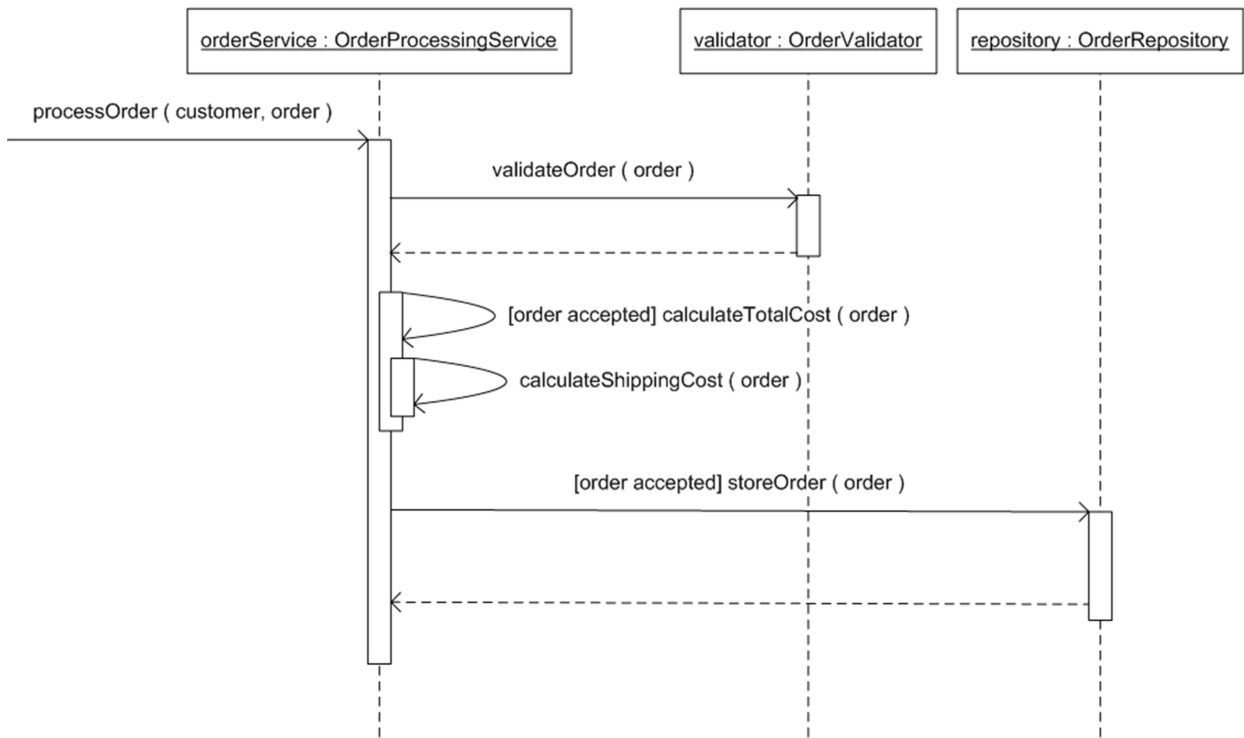 orderService : OrderProcessingService
validator : OrderValidator
repository : OrderRepository
processOrder ( customer, order )
validateOrder ( order )
[order accepted] calculateTotalCost ( order )
calculateShippingCost ( order )
[order accepted] storeOrder ( order )